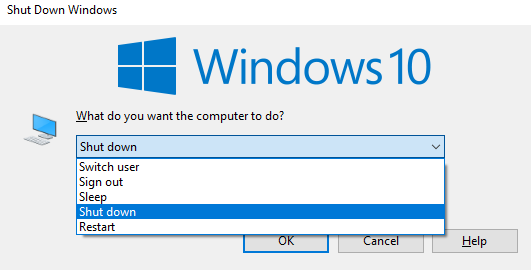 Shut Down Windows
Windows 10
What do you want the computer to do?
Shut down
Switch user
Sign out
Sleep
Shut down
Restart
OK Cancel Help